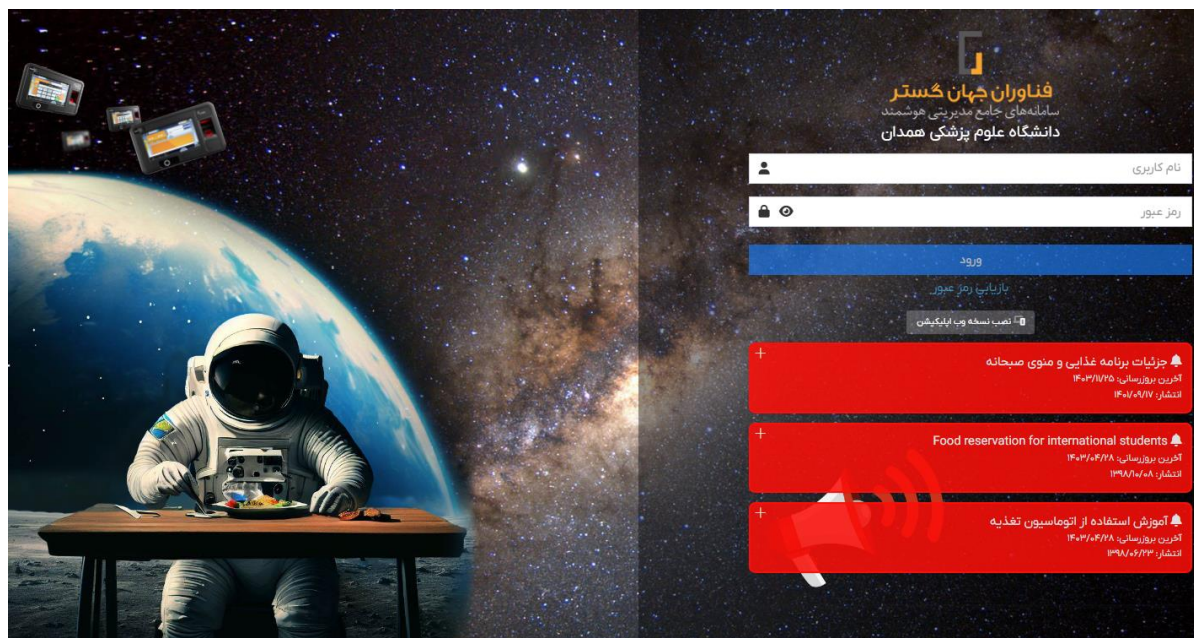 فناوران جهان گستر
سامانه‌های جامع مدیریتی هوشمند
دانشگاه علوم پزشکی همدان
نام کاربری
رمز عبور
ورود
بازیابی رمز عبور
نصب نسخه وب اپلیکیشن
جزئیات برنامه غذایی و منوی صبحانه
آخرین بروزرسانی: ۱۴۰۳/۱۱/۲۵
انتشار: ۱۴۰۱/۰۹/۱۷
Food reservation for international students
آخرین بروزرسانی: ۱۴۰۳/۰۴/۲۸
انتشار: ۱۳۹۸/۱۰/۰۸
آموزش استفاده از اتوماسیون تغذیه
آخرین بروزرسانی: ۱۴۰۳/۰۴/۲۸
انتشار: ۱۳۹۸/۰۶/۲۳